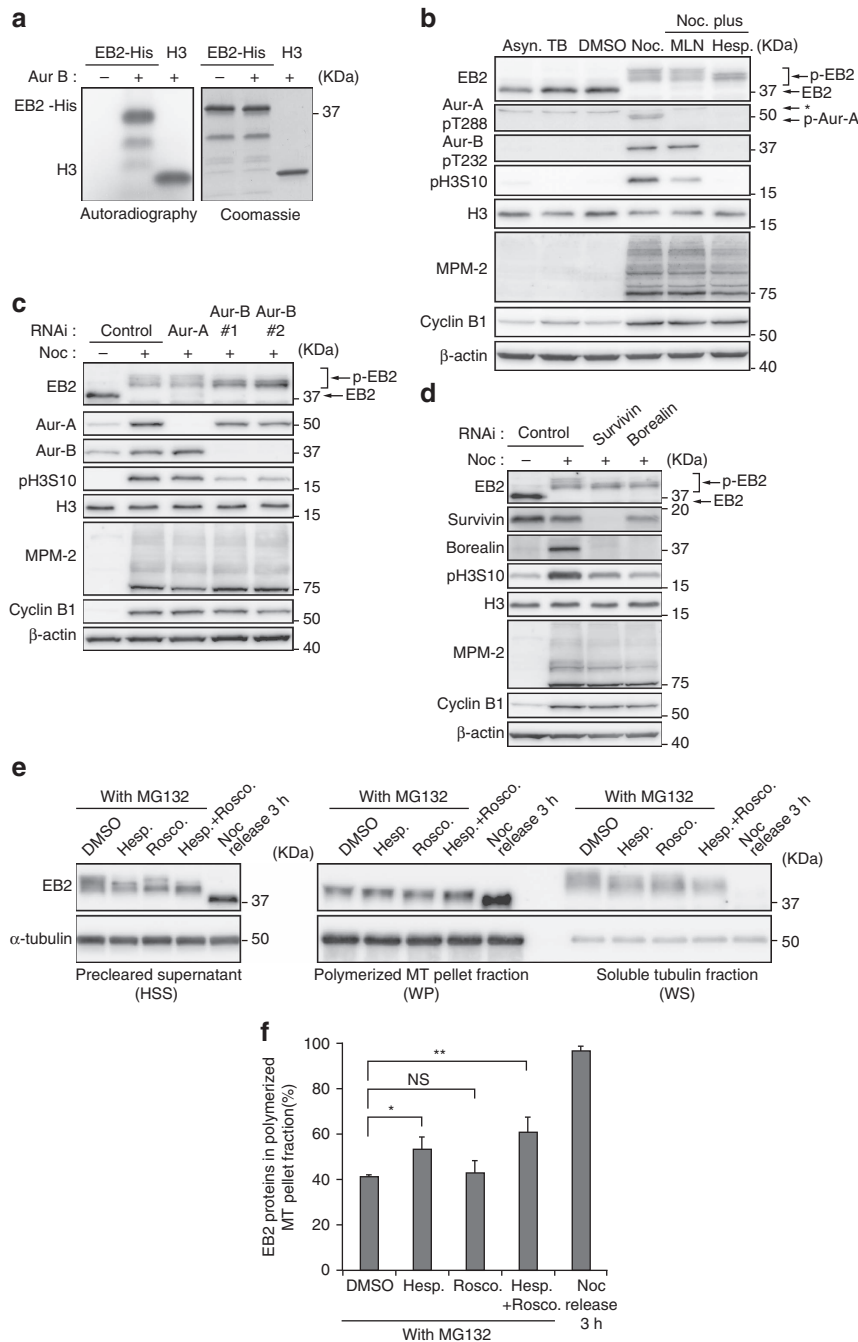 a
EB2-His H3 EB2-His H3
Aur B : – + + – + + (KDa)
EB2 -His
37
H3
Autoradiography Coomassie
b
Noc. plus
Asyn. TB DMSO Noc. MLN Hesp. (KDa)
EB2
p-EB2
37 EB2
Aur-A
pT288
*
50
p-Aur-A
Aur-B
pT232
37
pH3S10
15
H3
15
MPM-2
75
Cyclin B1
50
β-actin
40
c
RNAi : Control Aur-A Aur-B #1 Aur-B #2
Noc : – + + + + (KDa)
EB2
p-EB2
37 EB2
Aur-A 50
Aur-B 37
pH3S10
15
H3
15
MPM-2
75
Cyclin B1
50
β-actin
40
d
RNAi : Control Survivin Borealin
Noc : – + + + (KDa)
EB2
p-EB2
37 EB2
20
Survivin
Borealin 37
pH3S10
15
H3
15
MPM-2
75
Cyclin B1
50
β-actin
40
e
With MG132 With MG132 With MG132
DMSO Hesp. Rosco. Hesp.+Rosco. Noc release 3 h (KDa)
DMSO Hesp. Rosco. Hesp.+Rosco. Noc release 3 h
DMSO Hesp. Rosco. Hesp.+Rosco. Noc release 3 h (KDa)
EB2 37 37
α-tubulin 50 50
Precleared supernatant
(HSS)
Polymerized MT pellet fraction
(WP)
Soluble tubulin fraction
(WS)
f
EB2 proteins in polymerized
MT pellet fraction(%)
100
80
60
40
20
0
**
NS
*
DMSO Hesp. Rosco. Hesp. +Rosco. Noc release 3 h
With MG132